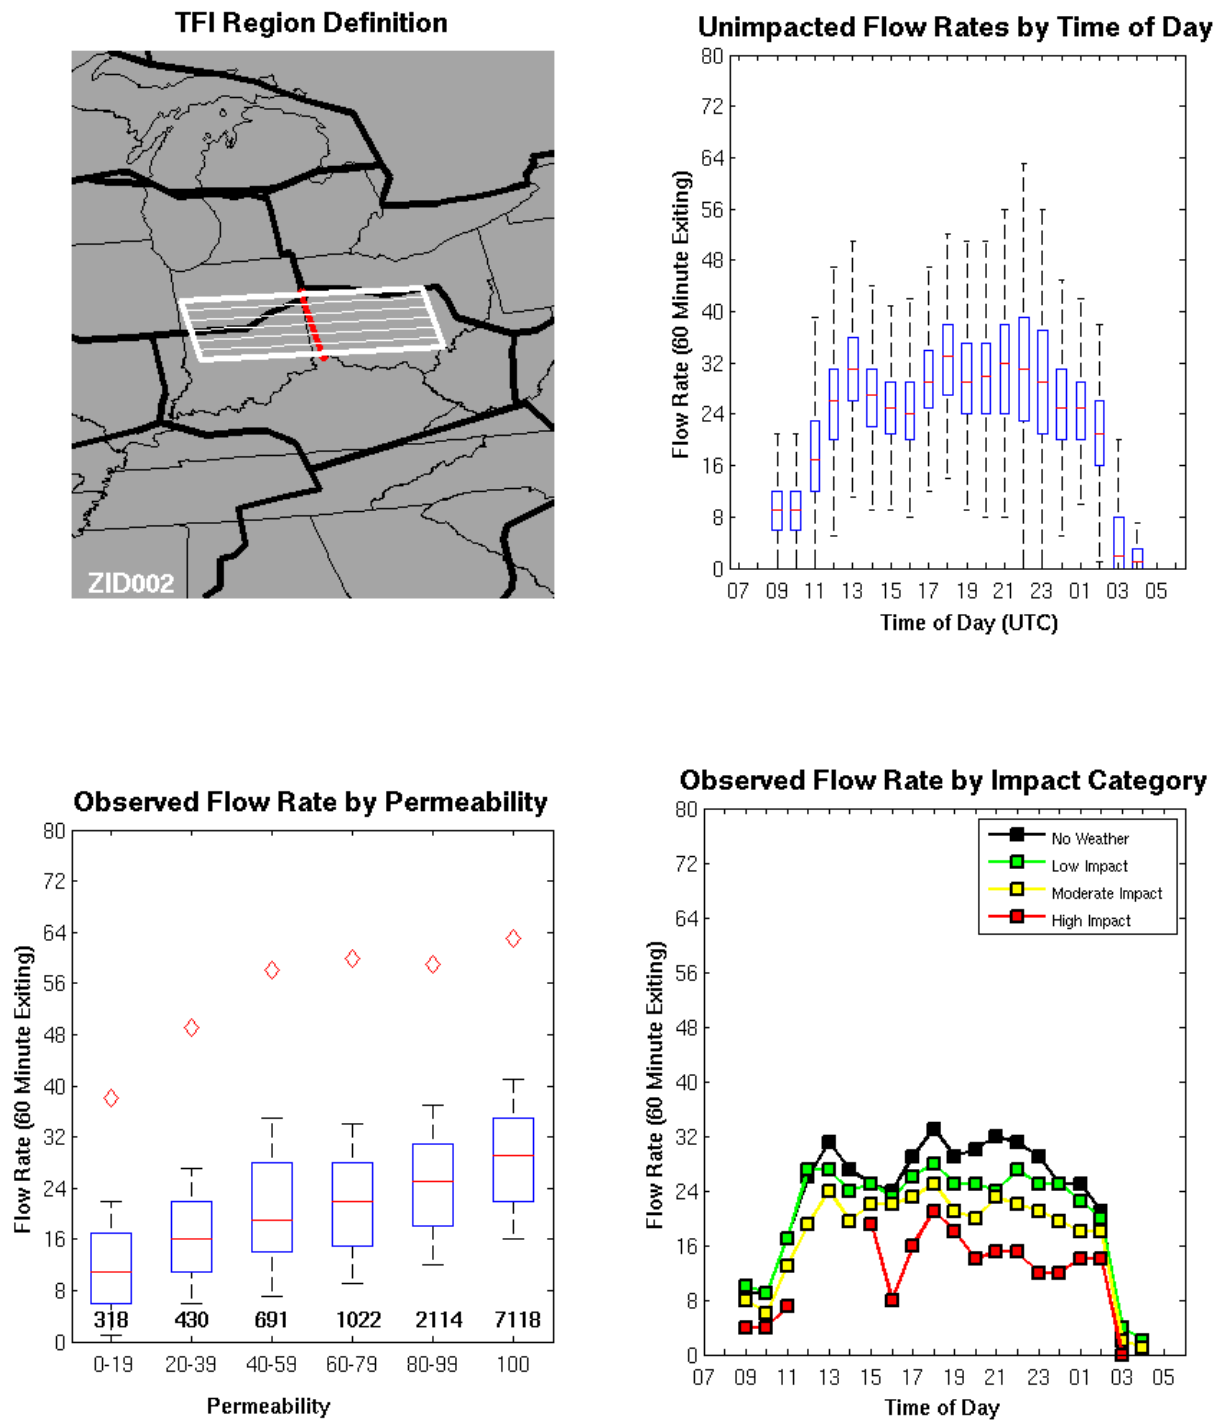 TFI Region Definition
ZID002
Unimpacted Flow Rates by Time of Day
Flow Rate (60 Minute Exiting)
80
72
64
56
48
40
32
24
16
8
0
07 09 11 13 15 17 19 21 23 01 03 05
Time of Day (UTC)
Observed Flow Rate by Permeability
Flow Rate (60 Minute Exiting)
80
72
64
56
48
40
32
24
16
8
0
318 430 691 1022 2114 7118
0-19 20-39 40-59 60-79 80-99 100
Permeability
Observed Flow Rate by Impact Category
Flow Rate (60 Minute Exiting)
80
72
64
56
48
40
32
24
16
8
0
No Weather
Low Impact
Moderate Impact
High Impact
07 09 11 13 15 17 19 21 23 01 03 05
Time of Day